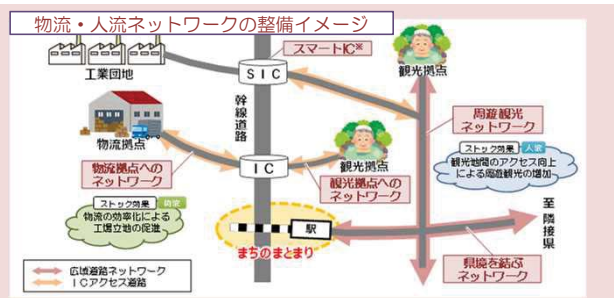 物流・人流ネットワークの整備イメージ
スマートIC※
工業団地
SIC
観光拠点
幹線道路
周遊観光
ネットワーク
物流拠点
ストック効果
人流
観光地間のアクセス向上
による周遊観光の増加
物流拠点への
ネットワーク
IC
観光拠点
観光拠点への
ネットワーク
ストック効果
物流の効率化による
工場立地の促進
至隣接県
駅
まちのまとまり
県境を結ぶ
ネットワーク
広域道路ネットワーク
ICアクセス道路